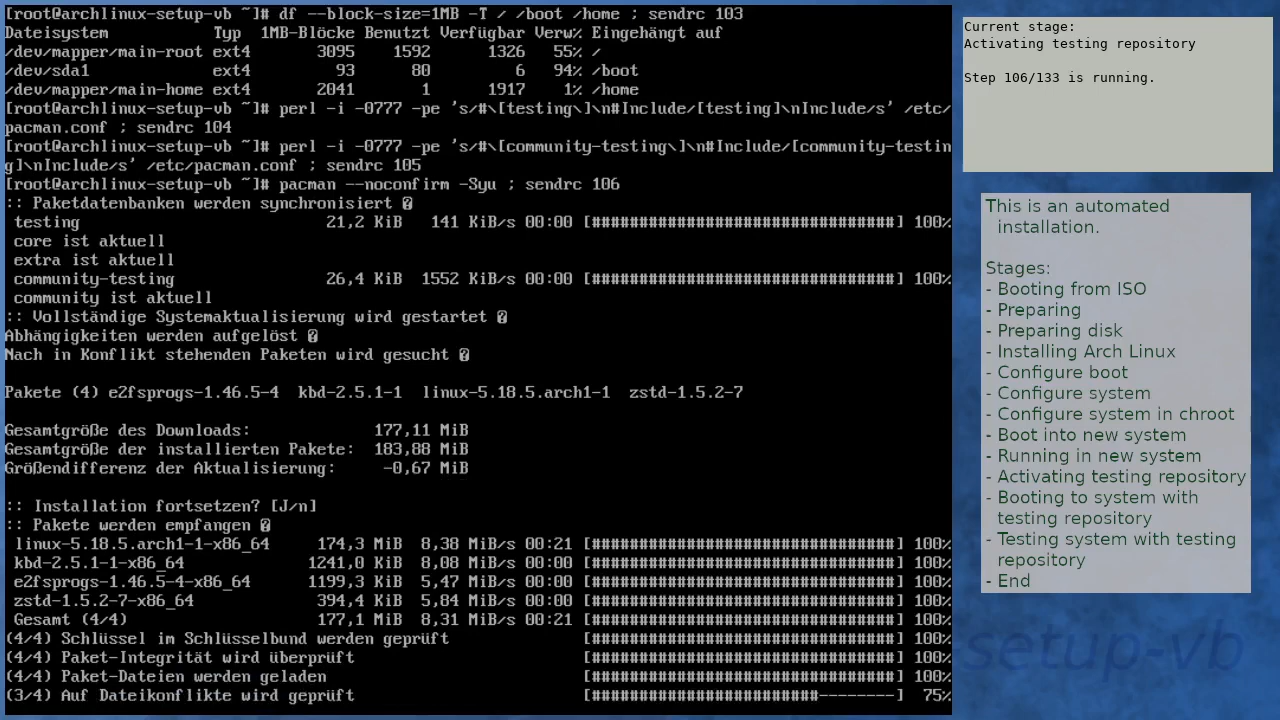 [root@archlinux-setup-vb ~]# df --block-size=1MB -T / /boot /home ; sendrc 103
Dateisystem             Typ  1MB-Blöcke Benutzt Verfügbar Verw% Eingehängt auf
/dev/mapper/main-root ext4       3095    1592      1326   55% /
/dev/sda1             ext4         93      80         6   94% /boot
/dev/mapper/main-home ext4       2041       1      1917    1% /home
[root@archlinux-setup-vb ~]# perl -i -0777 -pe 's/#\[testing\]\n#Include/[testing]\nInclude/s' /etc/
pacman.conf ; sendrc 104
[root@archlinux-setup-vb ~]# perl -i -0777 -pe 's/#\[community-testing\]\n#Include/[community-testin
g]\nInclude/s' /etc/pacman.conf ; sendrc 105
[root@archlinux-setup-vb ~]# pacman --noconfirm -Syu ; sendrc 106
:: Paketdatenbanken werden synchronisiert �
 testing                               21,2 KiB   141 KiB/s 00:00 [################################] 100%
 core ist aktuell
 extra ist aktuell
 community-testing                     26,4 KiB  1552 KiB/s 00:00 [################################] 100%
 community ist aktuell
:: Vollständige Systemaktualisierung wird gestartet �
Abhängigkeiten werden aufgelöst �
Nach in Konflikt stehenden Paketen wird gesucht �
Pakete (4) e2fsprogs-1.46.5-4  kbd-2.5.1-1  linux-5.18.5.arch1-1  zstd-1.5.2-7
Gesamtgröße des Downloads:            177,11 MiB
Gesamtgröße der installierten Pakete:  183,88 MiB
Größendifferenz der Aktualisierung:     -0,67 MiB
:: Installation fortsetzen? [J/n]
:: Pakete werden empfangen �
 linux-5.18.5.arch1-1-x86_64          174,3 MiB  8,38 MiB/s 00:21 [################################] 100%
 kbd-2.5.1-1-x86_64                  1241,0 KiB  8,08 MiB/s 00:00 [################################] 100%
 e2fsprogs-1.46.5-4-x86_64           1199,3 KiB  5,47 MiB/s 00:00 [################################] 100%
 zstd-1.5.2-7-x86_64                  394,4 KiB  5,84 MiB/s 00:00 [################################] 100%
 Gesamt (4/4)                         177,1 MiB  8,31 MiB/s 00:21 [################################] 100%
(4/4) Schlüssel im Schlüsselbund werden geprüft                   [################################] 100%
(4/4) Paket-Integrität wird überprüft                             [################################] 100%
(4/4) Paket-Dateien werden geladen                                [################################] 100%
(3/4) Auf Dateikonflikte wird geprüft                             [########################--------]  75%
Current stage:
Activating testing repository
Step 106/133 is running.
This is an automated
installation.
Stages:
- Booting from ISO
- Preparing
- Preparing disk
- Installing Arch Linux
- Configure boot
- Configure system
- Configure system in chroot
- Boot into new system
- Running in new system
- Activating testing repository
- Booting to system with
testing repository
- Testing system with testing
repository
- End
setup-vb